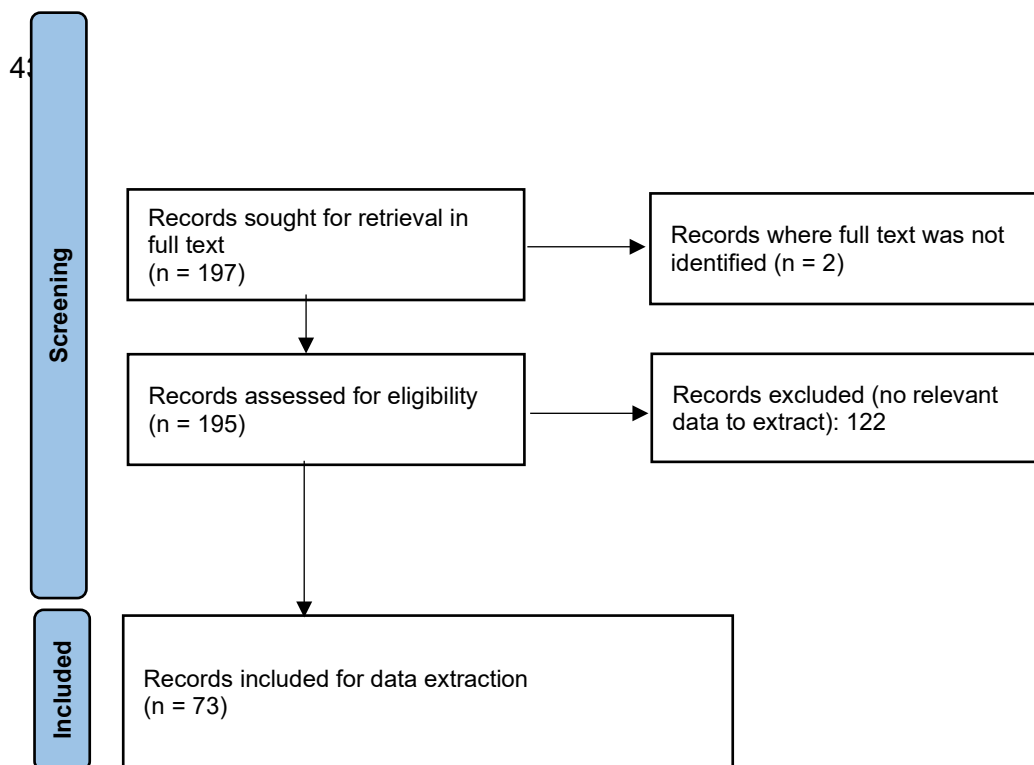 Screening
Records sought for retrieval in
full text
(n = 197)
Records where full text was not
identified (n = 2)
Records assessed for eligibility
(n = 195)
Records excluded (no relevant
data to extract): 122
Included
Records included for data extraction
(n = 73)